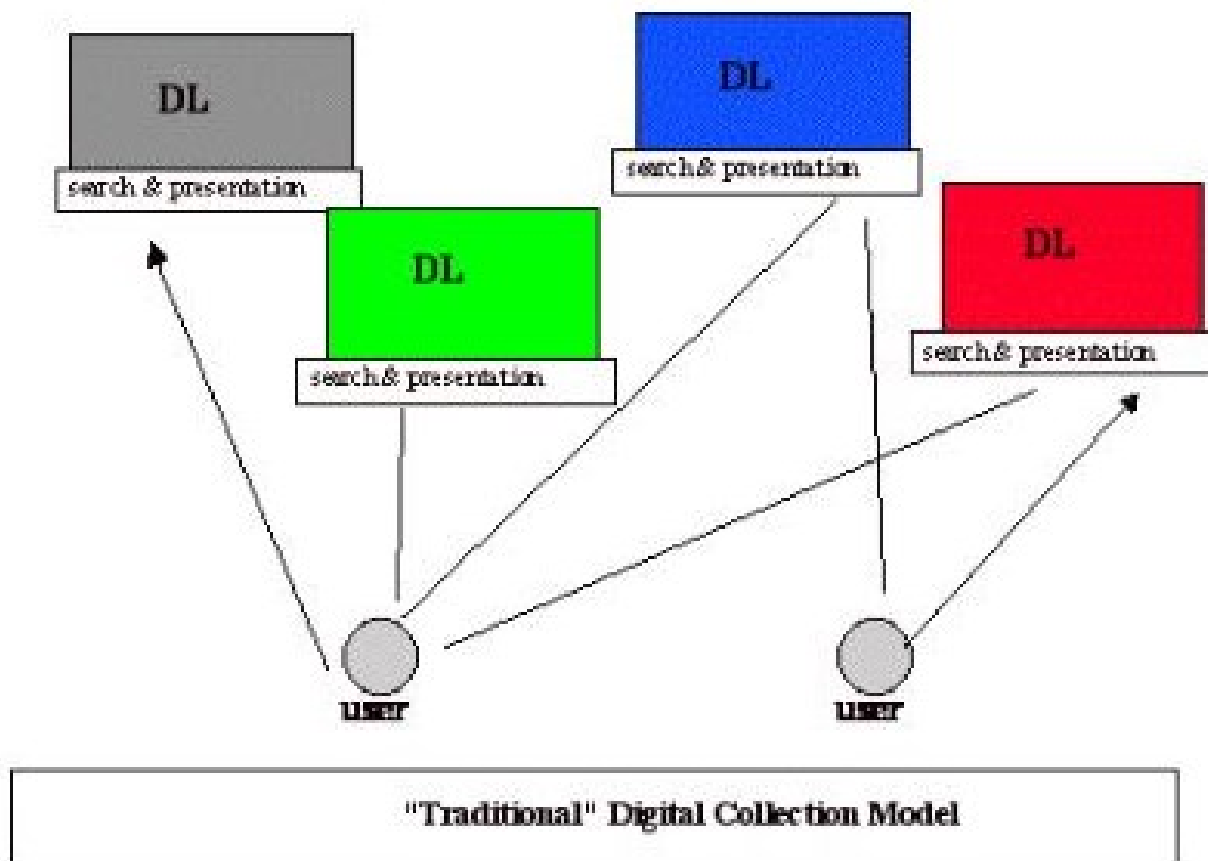 DL
search & presentation
DL
search & presentation
DL
search & presentation
DL
search & presentation
user
user
"Traditional" Digital Collection Model